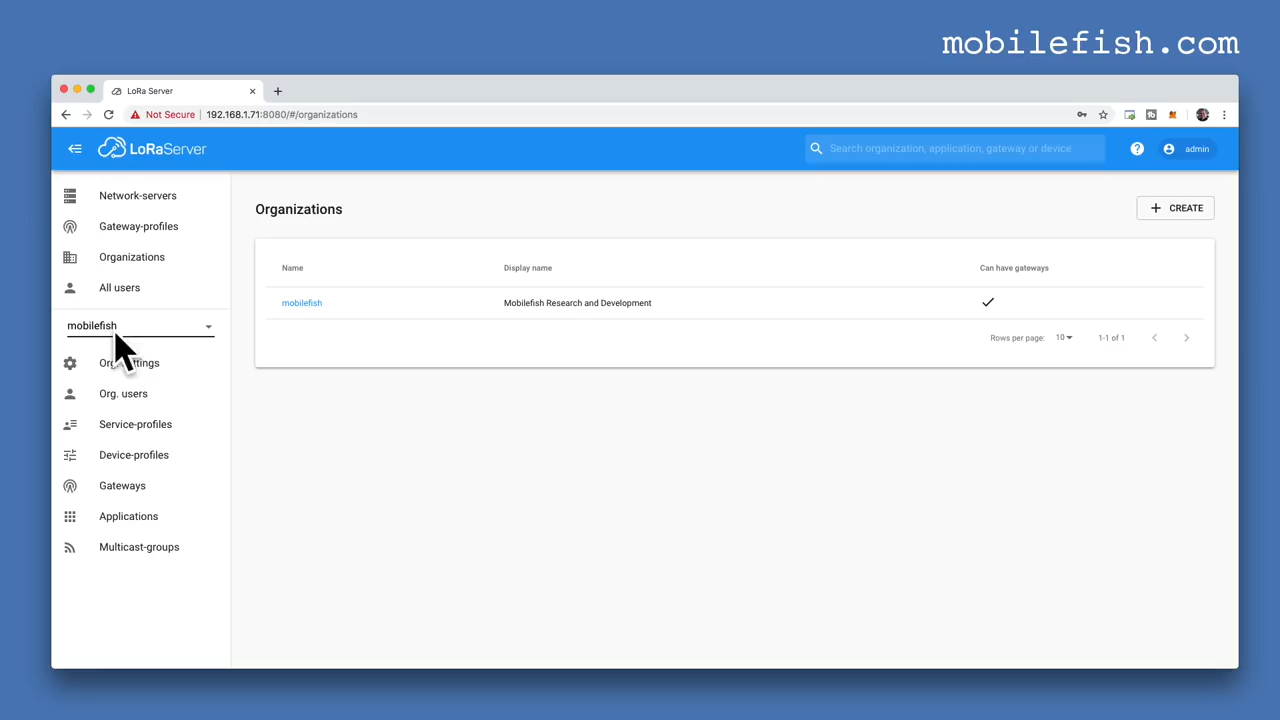 mobilefish.com
LoRa Server
Not Secure 192.168.1.71:8080/#/organizations
LoRaServer
Search organization, application, gateway or device
admin
Network-servers
Gateway-profiles
Organizations
All users
mobilefish
Org. users
Service-profiles
Device-profiles
Gateways
Applications
Multicast-groups
Organizations
CREATE
Name Display name Can have gateways
mobilefish Mobilefish Research and Development
Rows per page: 10 1-1 of 1